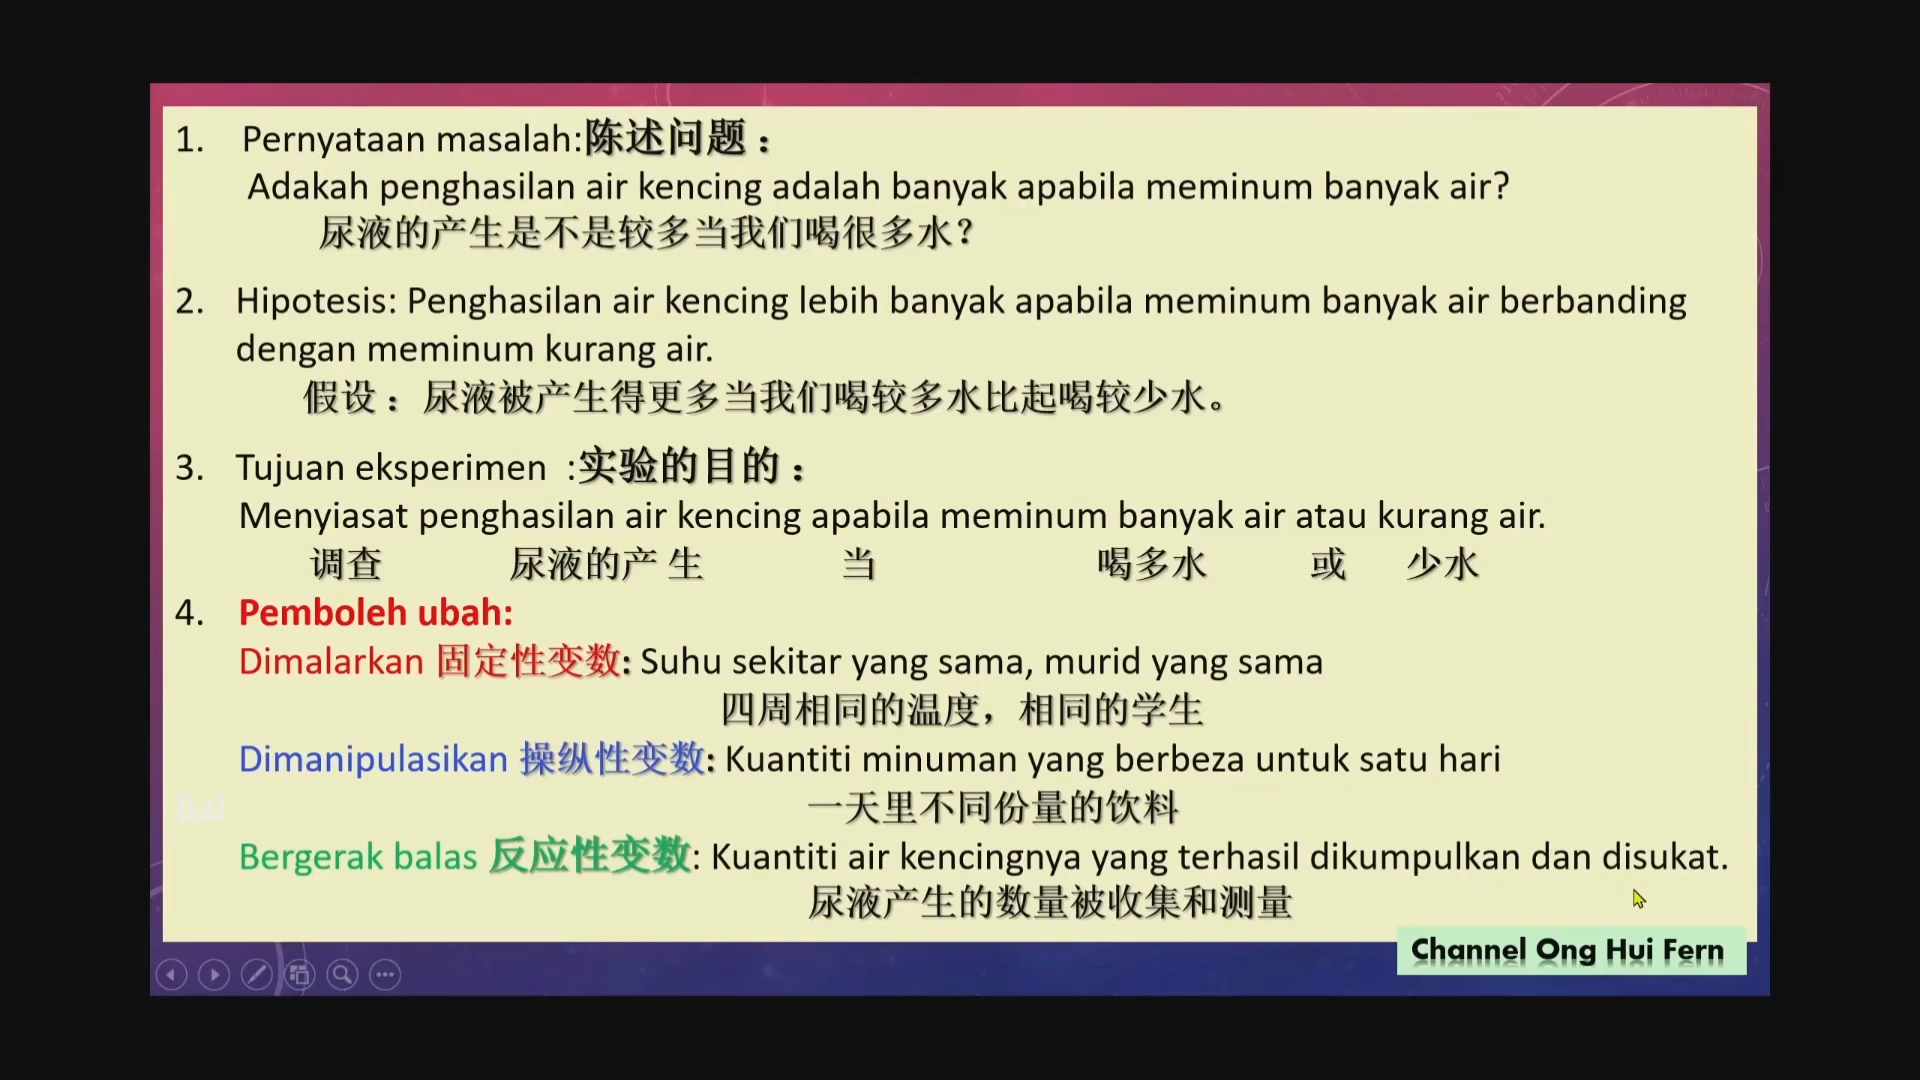 1. Pernyataan masalah:陈述问题：
Adakah penghasilan air kencing adalah banyak apabila meminum banyak air?
尿液的产生是不是较多当我们喝很多水？
2. Hipotesis: Penghasilan air kencing lebih banyak apabila meminum banyak air berbanding
dengan meminum kurang air.
假设：尿液被产生得更多当我们喝较多水比起喝较少水。
3. Tujuan eksperimen :实验的目的：
Menyiasat penghasilan air kencing apabila meminum banyak air atau kurang air.
调查 尿液的产 生 当 喝多水 或 少水
4. Pemboleh ubah:
Dimalarkan 固定性变数: Suhu sekitar yang sama, murid yang sama
四周相同的温度，相同的学生
Dimanipulasikan 操纵性变数: Kuantiti minuman yang berbeza untuk satu hari
Bai
一天里不同份量的饮料
Bergerak balas 反应性变数: Kuantiti air kencingnya yang terhasil dikumpulkan dan disukat.
尿液产生的数量被收集和测量
Channel Ong Hui Fern